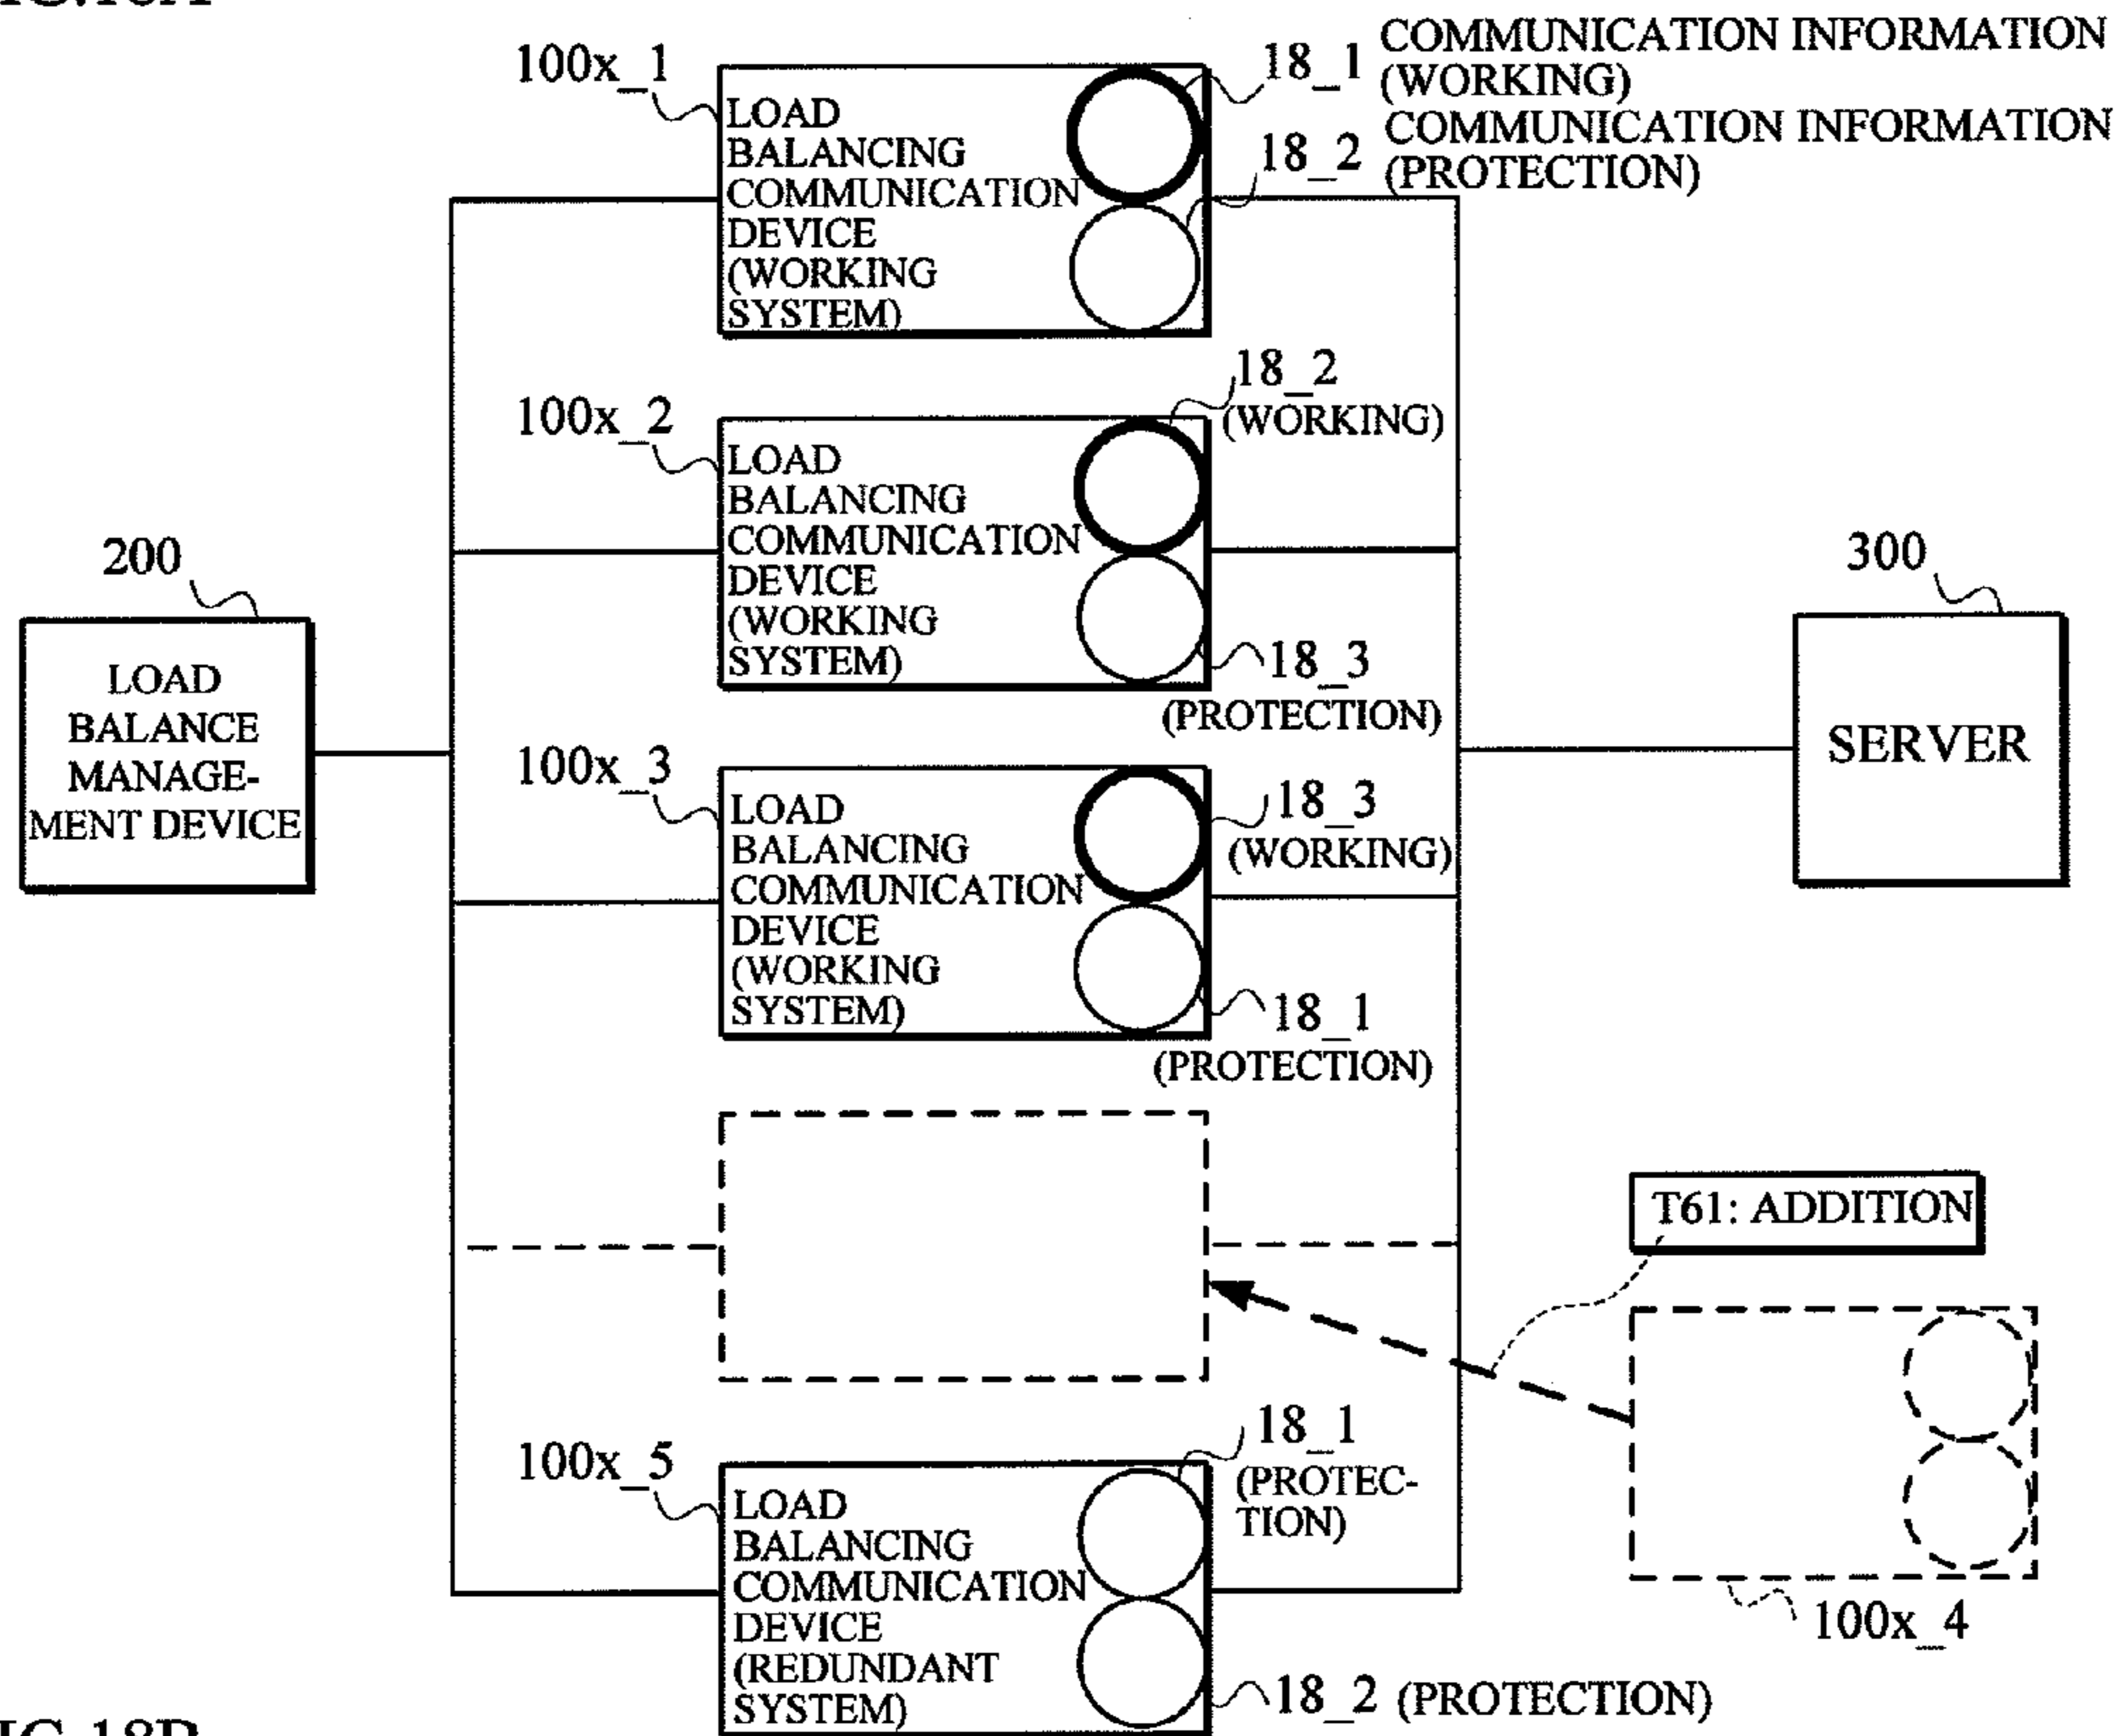 100x_1
LOAD
BALANCING
COMMUNICATION
DEVICE
(WORKING
SYSTEM)
18_1
COMMUNICATION INFORMATION
(WORKING)
18_2
COMMUNICATION INFORMATION
(PROTECTION)
100x_2
LOAD
BALANCING
COMMUNICATION
DEVICE
(WORKING
SYSTEM)
18_2
(WORKING)
18_3
(PROTECTION)
200
LOAD
BALANCE
MANAGE-
MENT DEVICE
300
SERVER
100x_3
LOAD
BALANCING
COMMUNICATION
DEVICE
(WORKING
SYSTEM)
18_3
(WORKING)
18_1
(PROTECTION)
T61: ADDITION
100x_4
100x_5
LOAD
BALANCING
COMMUNICATION
DEVICE
(REDUNDANT
SYSTEM)
18_1
(PROTEC-
TION)
18_2 (PROTECTION)